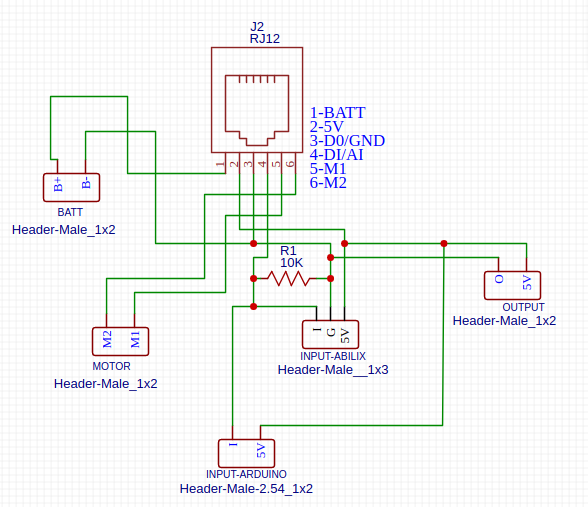 J2
RJ12
1-BATT
2-5V
3-D0/GND
4-DI/AI
5-M1
6-M2
1
2
3
4
5
6
B+
B-
BATT
Header-Male_1x2
R1
10K
O
5V
OUTPUT
Header-Male_1x2
I
G
5V
INPUT-ABILIX
Header-Male__1x3
M2
M1
MOTOR
Header-Male_1x2
I
5V
INPUT-ARDUINO
Header-Male-2.54_1x2